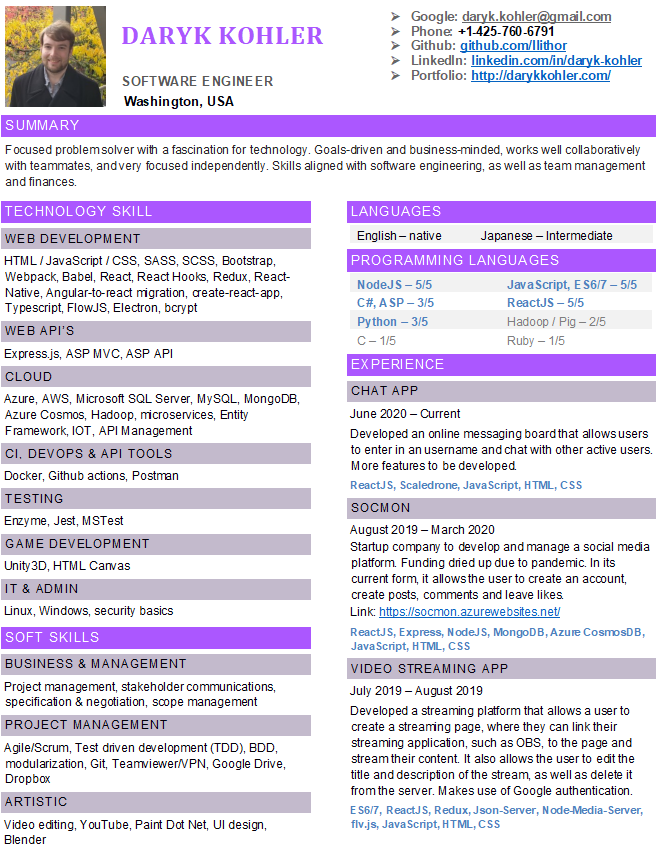 DARYK KOHLER
SOFTWARE ENGINEER
Washington, USA
➤ Google: daryk.kohler@gmail.com
➤ Phone: +1-425-760-6791
➤ Github: github.com/llithor
➤ LinkedIn: linkedin.com/in/daryk-kohler
➤ Portfolio: http://darykkohler.com/
SUMMARY
Focused problem solver with a fascination for technology. Goals-driven and business-minded, works well collaboratively
with teammates, and very focused independently. Skills aligned with software engineering, as well as team management
and finances.
TECHNOLOGY SKILL
WEB DEVELOPMENT
HTML / JavaScript / CSS, SASS, SCSS, Bootstrap,
Webpack, Babel, React, React Hooks, Redux, React-
Native, Angular-to-react migration, create-react-app,
Typescript, FlowJS, Electron, bcrypt
WEB API'S
Express.js, ASP MVC, ASP API
CLOUD
Azure, AWS, Microsoft SQL Server, MySQL, MongoDB,
Azure Cosmos, Hadoop, microservices, Entity
Framework, IOT, API Management
CI, DEVOPS & API TOOLS
Docker, Github actions, Postman
TESTING
Enzyme, Jest, MSTest
GAME DEVELOPMENT
Unity3D, HTML Canvas
IT & ADMIN
Linux, Windows, security basics
SOFT SKILLS
BUSINESS & MANAGEMENT
Project management, stakeholder communications,
specification & negotiation, scope management
PROJECT MANAGEMENT
Agile/Scrum, Test driven development (TDD), BDD,
modularization, Git, Teamviewer/VPN, Google Drive,
Dropbox
ARTISTIC
Video editing, YouTube, Paint Dot Net, UI design,
Blender
LANGUAGES
English – native Japanese – Intermediate
PROGRAMMING LANGUAGES
NodeJS – 5/5 JavaScript, ES6/7 – 5/5
C#, ASP – 3/5 ReactJS – 5/5
Python – 3/5 Hadoop / Pig – 2/5
C – 1/5 Ruby – 1/5
EXPERIENCE
CHAT APP
June 2020 – Current
Developed an online messaging board that allows users
to enter in an username and chat with other active users.
More features to be developed.
ReactJS, Scaledrone, JavaScript, HTML, CSS
SOCMON
August 2019 – March 2020
Startup company to develop and manage a social media
platform. Funding dried up due to pandemic. In its
current form, it allows the user to create an account,
create posts, comments and leave likes.
Link: https://socmon.azurewebsites.net/
ReactJS, Express, NodeJS, MongoDB, Azure CosmosDB,
JavaScript, HTML, CSS
VIDEO STREAMING APP
July 2019 – August 2019
Developed a streaming platform that allows a user to
create a streaming page, where they can link their
streaming application, such as OBS, to the page and
stream their content. It also allows the user to edit the
title and description of the stream, as well as delete it
from the server. Makes use of Google authentication.
ES6/7, ReactJS, Redux, Json-Server, Node-Media-Server,
flv.js, JavaScript, HTML, CSS